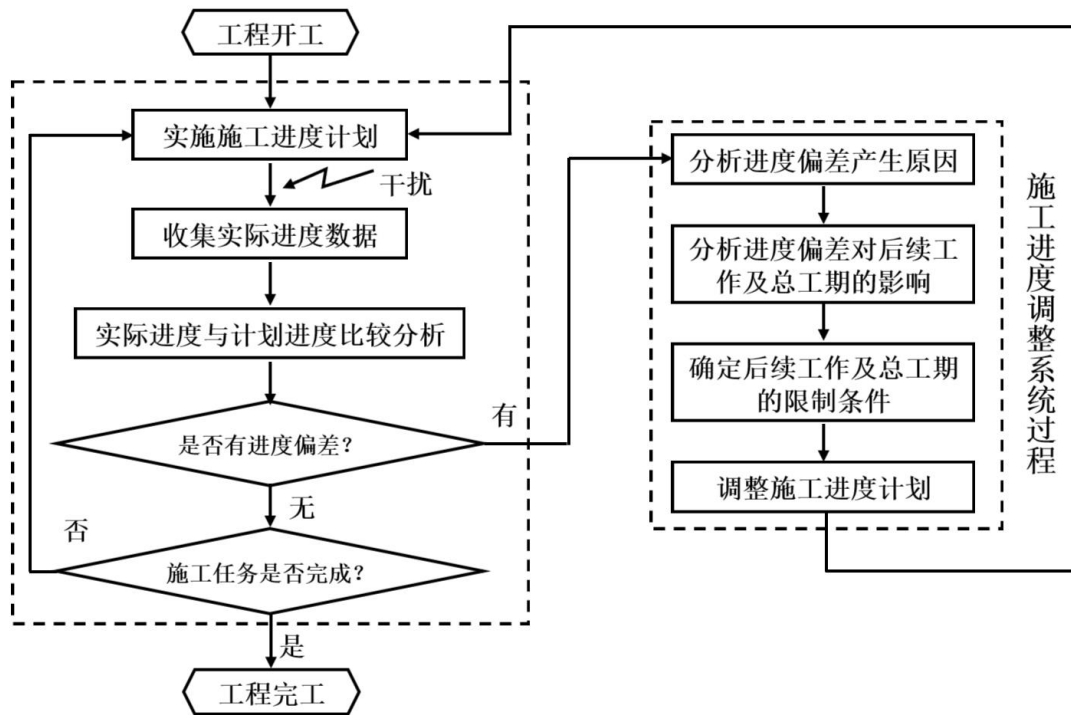 工程开工
实施施工进度计划
干扰
收集实际进度数据
实际进度与计划进度比较分析
是否有进度偏差?
有
无
否
施工任务是否完成?
是
工程完工
分析进度偏差产生原因
分析进度偏差对后续工
作及总工期的影响
确定后续工作及总工期
的限制条件
调整施工进度计划
施工进度调整系统过程